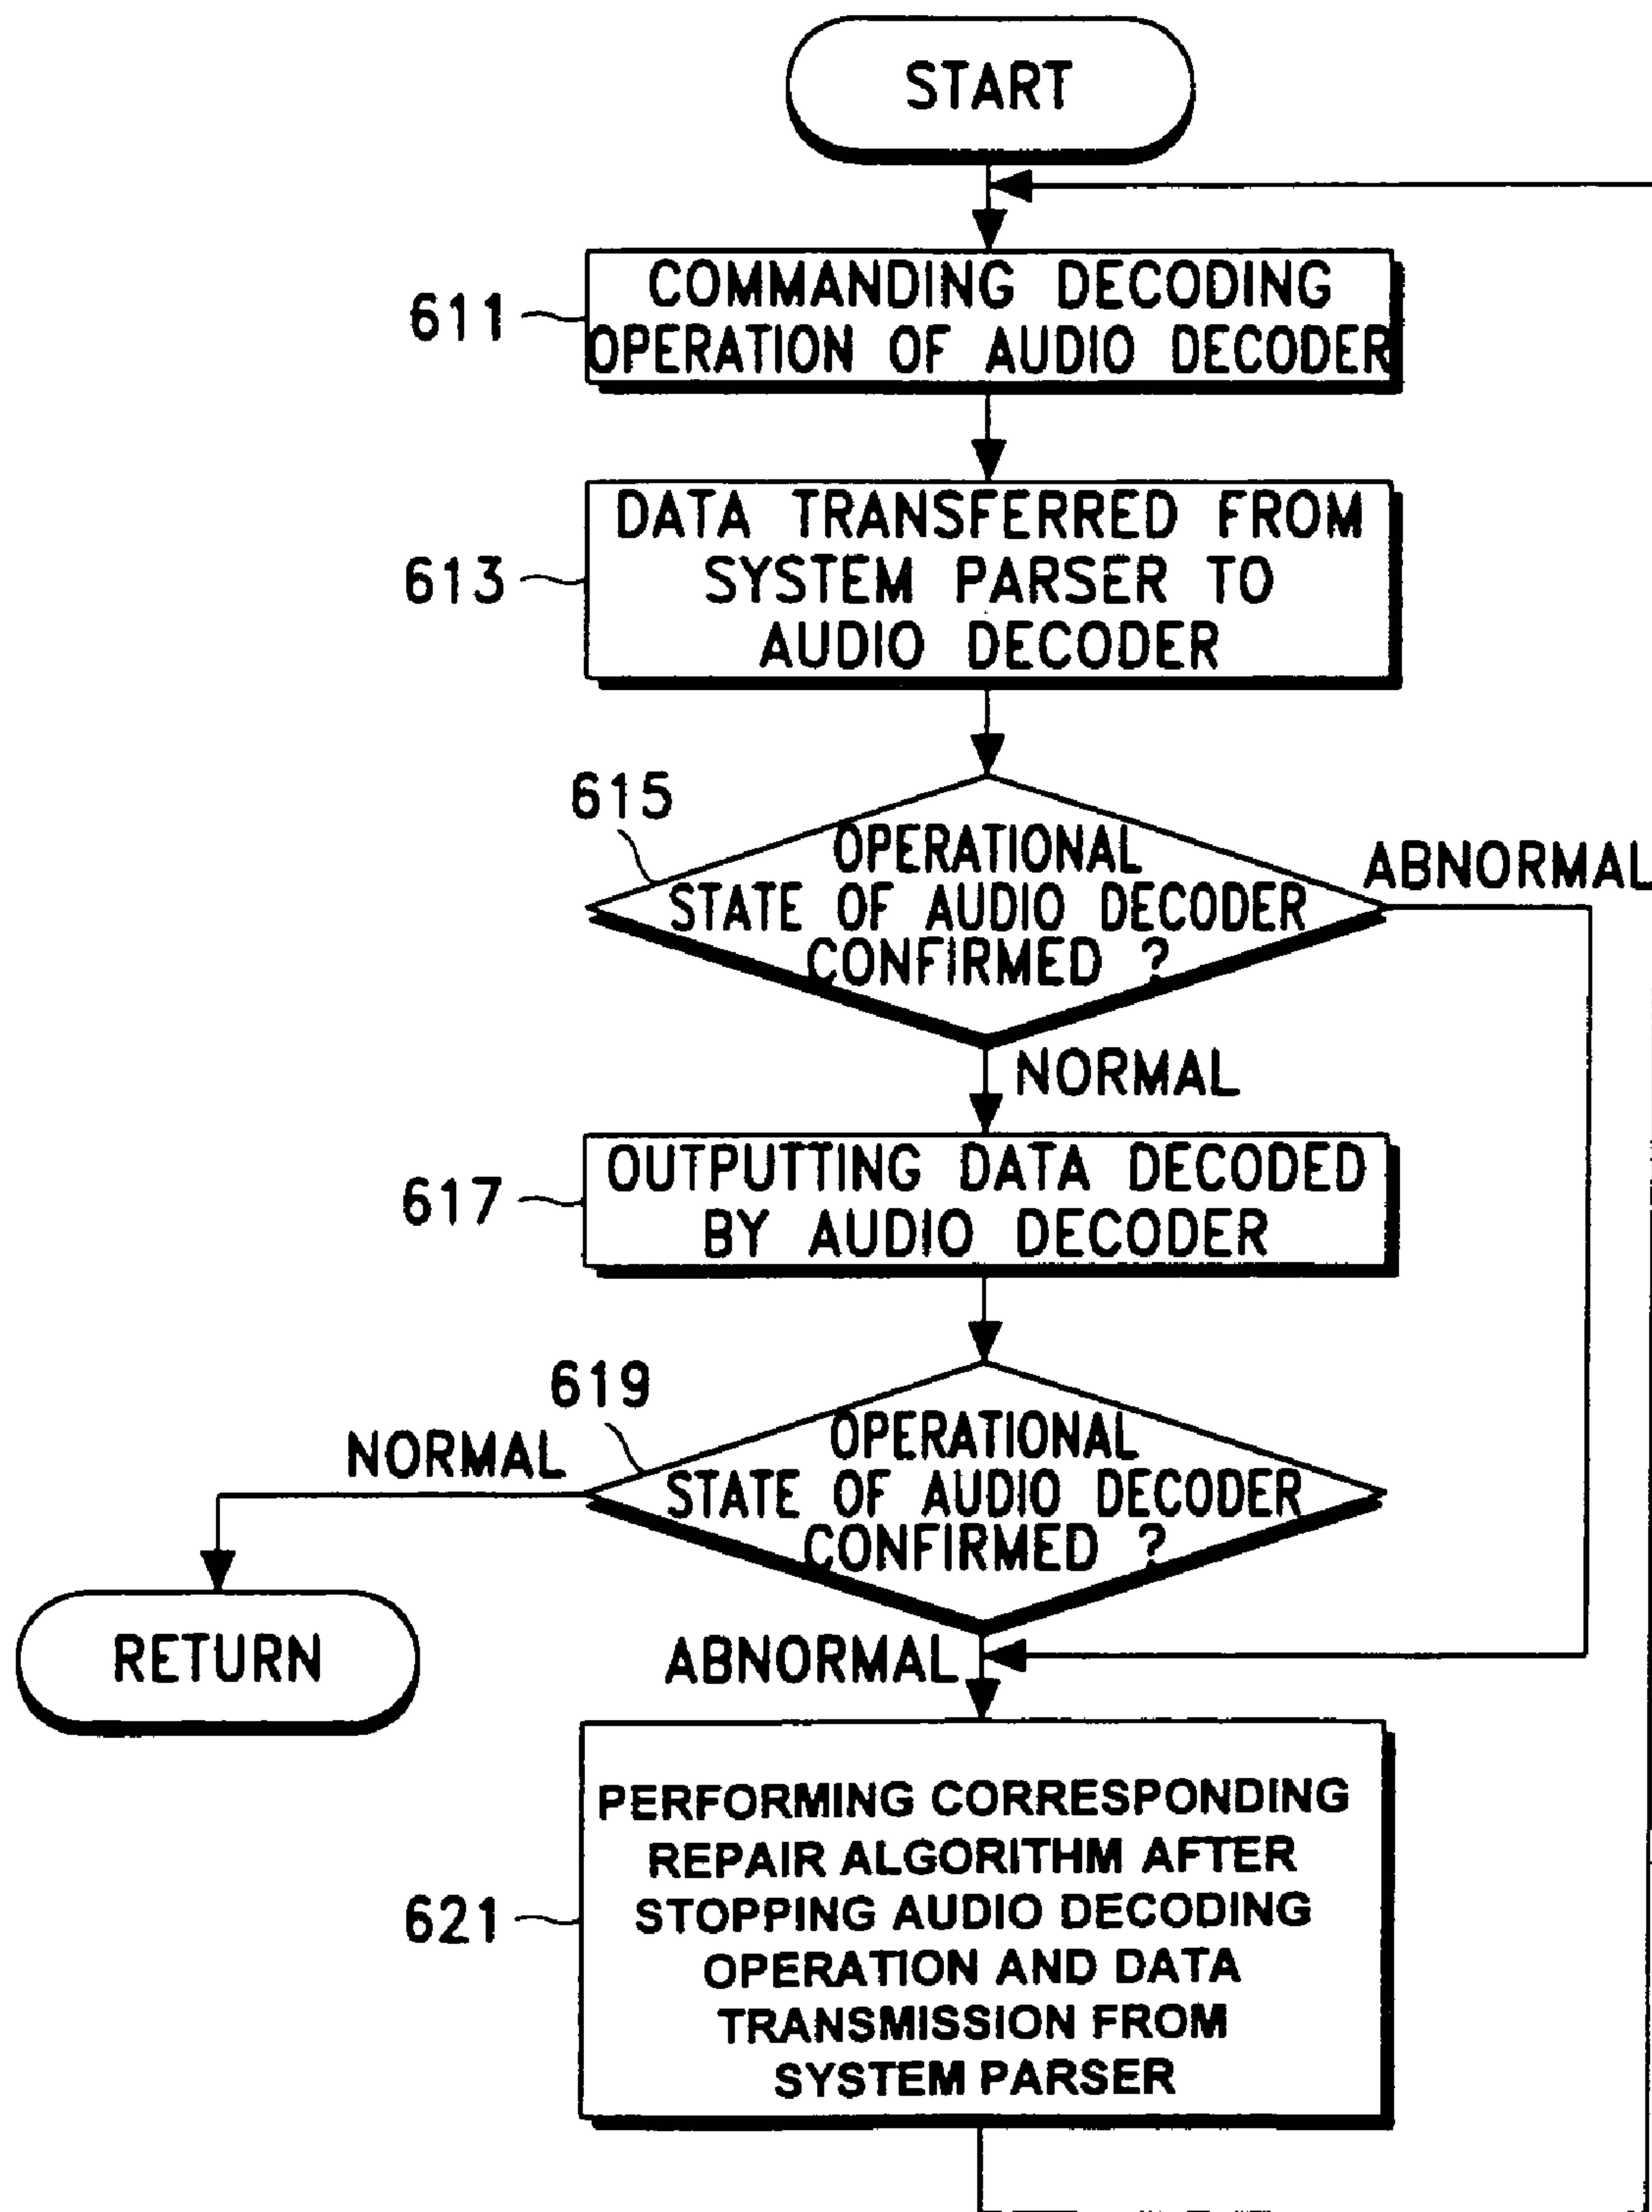 START
611
COMMANDING DECODING
OPERATION OF AUDIO DECODER
613
DATA TRANSFERRED FROM
SYSTEM PARSER TO
AUDIO DECODER
615
OPERATIONAL
STATE OF AUDIO DECODER
CONFIRMED ?
ABNORMAL
NORMAL
617
OUTPUTTING DATA DECODED
BY AUDIO DECODER
619
OPERATIONAL
STATE OF AUDIO DECODER
CONFIRMED ?
NORMAL
RETURN
ABNORMAL
621
PERFORMING CORRESPONDING
REPAIR ALGORITHM AFTER
STOPPING AUDIO DECODING
OPERATION AND DATA
TRANSMISSION FROM
SYSTEM PARSER